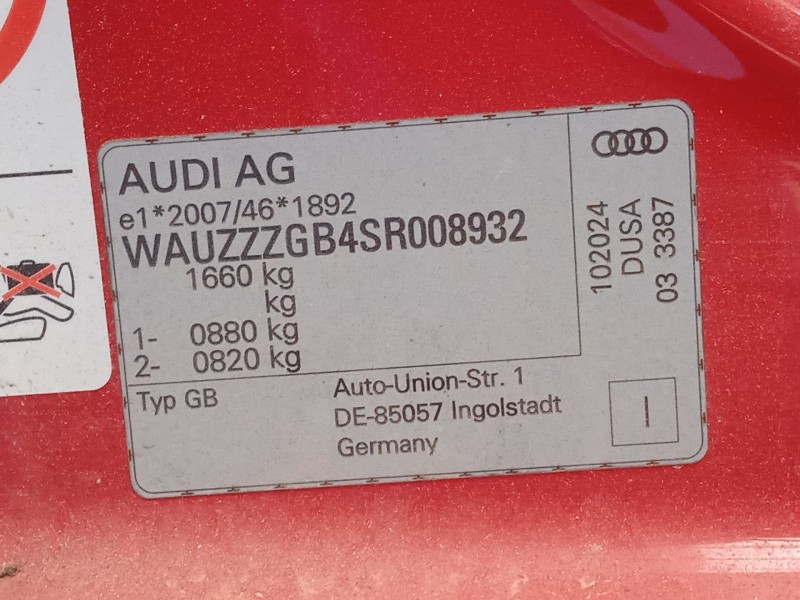 AUDI AG
e1*2007/46*1892
WAUZZZGB4SR008932
1660 kg
kg
1- 0880 kg
2- 0820 kg
Typ GB
Auto-Union-Str. 1
DE-85057 Ingolstadt
Germany
102024
DUSA
03 3387
I